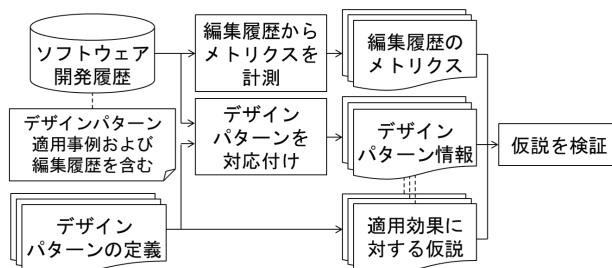 ソフトウェア
開発履歴
編集履歴から
メトリクスを
計測
編集履歴の
メトリクス
デザインパターン
適用事例および
編集履歴を含む
デザイン
パターンを
対応付け
デザイン
パターン情報
仮説を検証
デザイン
パターンの定義
適用効果に
対する仮説